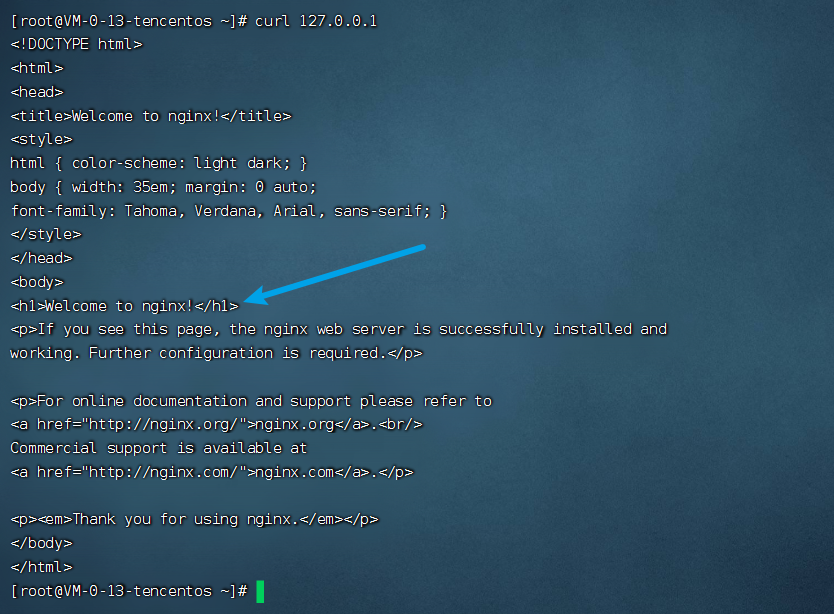 [root@VM-0-13-tencentos ~]# curl 127.0.0.1
<!DOCTYPE html>
<html>
<head>
<title>Welcome to nginx!</title>
<style>
html { color-scheme: light dark; }
body { width: 35em; margin: 0 auto;
font-family: Tahoma, Verdana, Arial, sans-serif; }
</style>
</head>
<body>
<h1>Welcome to nginx!</h1>
<p>If you see this page, the nginx web server is successfully installed and
working. Further configuration is required.</p>

<p>For online documentation and support please refer to
<a href="http://nginx.org/">nginx.org</a>.<br/>
Commercial support is available at
<a href="http://nginx.com/">nginx.com</a>.</p>

<p><em>Thank you for using nginx.</em></p>
</body>
</html>
[root@VM-0-13-tencentos ~]#